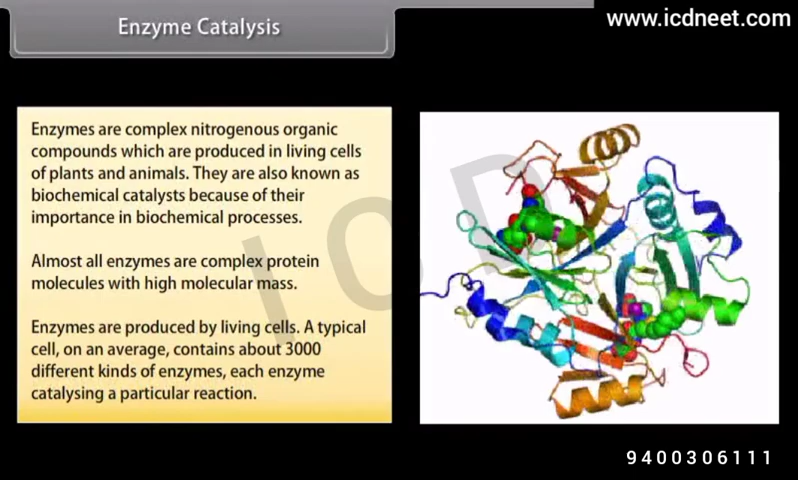 www.icdneet.com
Enzyme Catalysis
Enzymes are complex nitrogenous organic
compounds which are produced in living cells
of plants and animals. They are also known as
biochemical catalysts because of their
importance in biochemical processes.
Almost all enzymes are complex protein
molecules with high molecular mass.
Enzymes are produced by living cells. A typical
cell, on an average, contains about 3000
different kinds of enzymes, each enzyme
catalysing a particular reaction.
ICD
9400306111